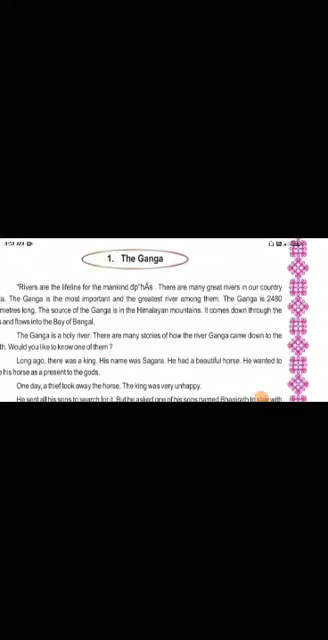 4:58 AM
1. The Ganga
"Rivers are the lifeline for the mankind dp'hÅs . There are many great rivers in our country
a. The Ganga is the most important and the greatest river among them. The Ganga is 2480
metres long. The source of the Ganga is in the Himalayan mountains. It comes down through the
s and flows into the Bay of Bengal.
The Ganga is a holy river. There are many stories of how the river Ganga came down to the
th. Would you like to know one of them ?
Long ago, there was a king. His name was Sagara. He had a beautiful horse. He wanted to
e his horse as a present to the gods.
One day, a thief took away the horse. The king was very unhappy.
He sent all his sons to search for it. But he asked one of his sons named Bhagirath to stay with